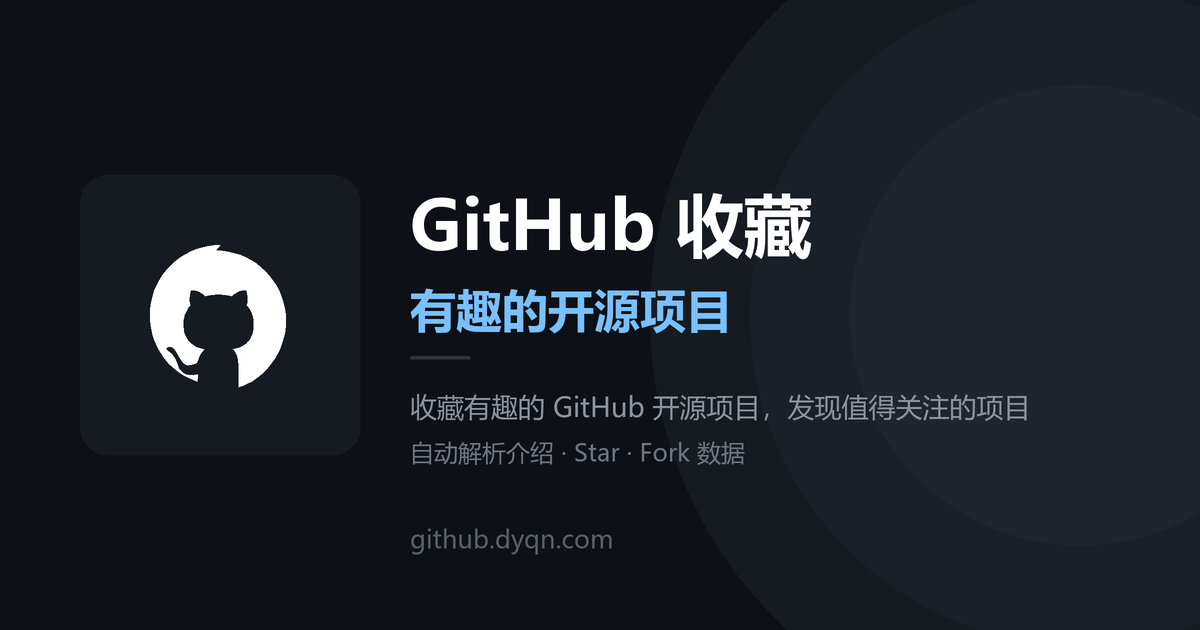 GitHub 收藏
有趣的开源项目
收藏有趣的 GitHub 开源项目，发现值得关注的项目
自动解析介绍 · Star · Fork 数据
github.dyqn.com